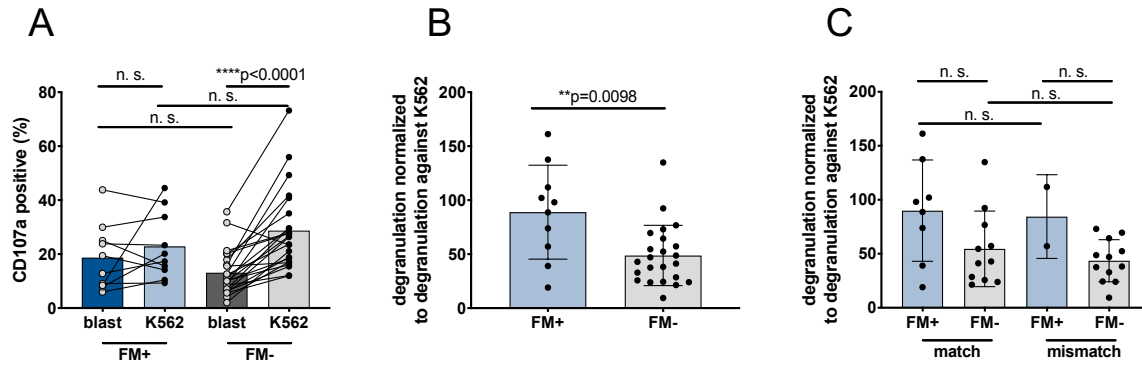 A
n. s.
****p<0.0001
n. s.
n. s.
CD107a positive (%)
80
60
40
20
0
blast
K562
blast
K562
FM+
FM-
B
**p=0.0098
degranulation normalized
to degranulation against K562
200
150
100
50
0
FM+
FM-
C
n. s.
n. s.
n. s.
n. s.
degranulation normalized
to degranulation against K562
200
150
100
50
0
FM+
FM-
FM+
FM-
match
mismatch